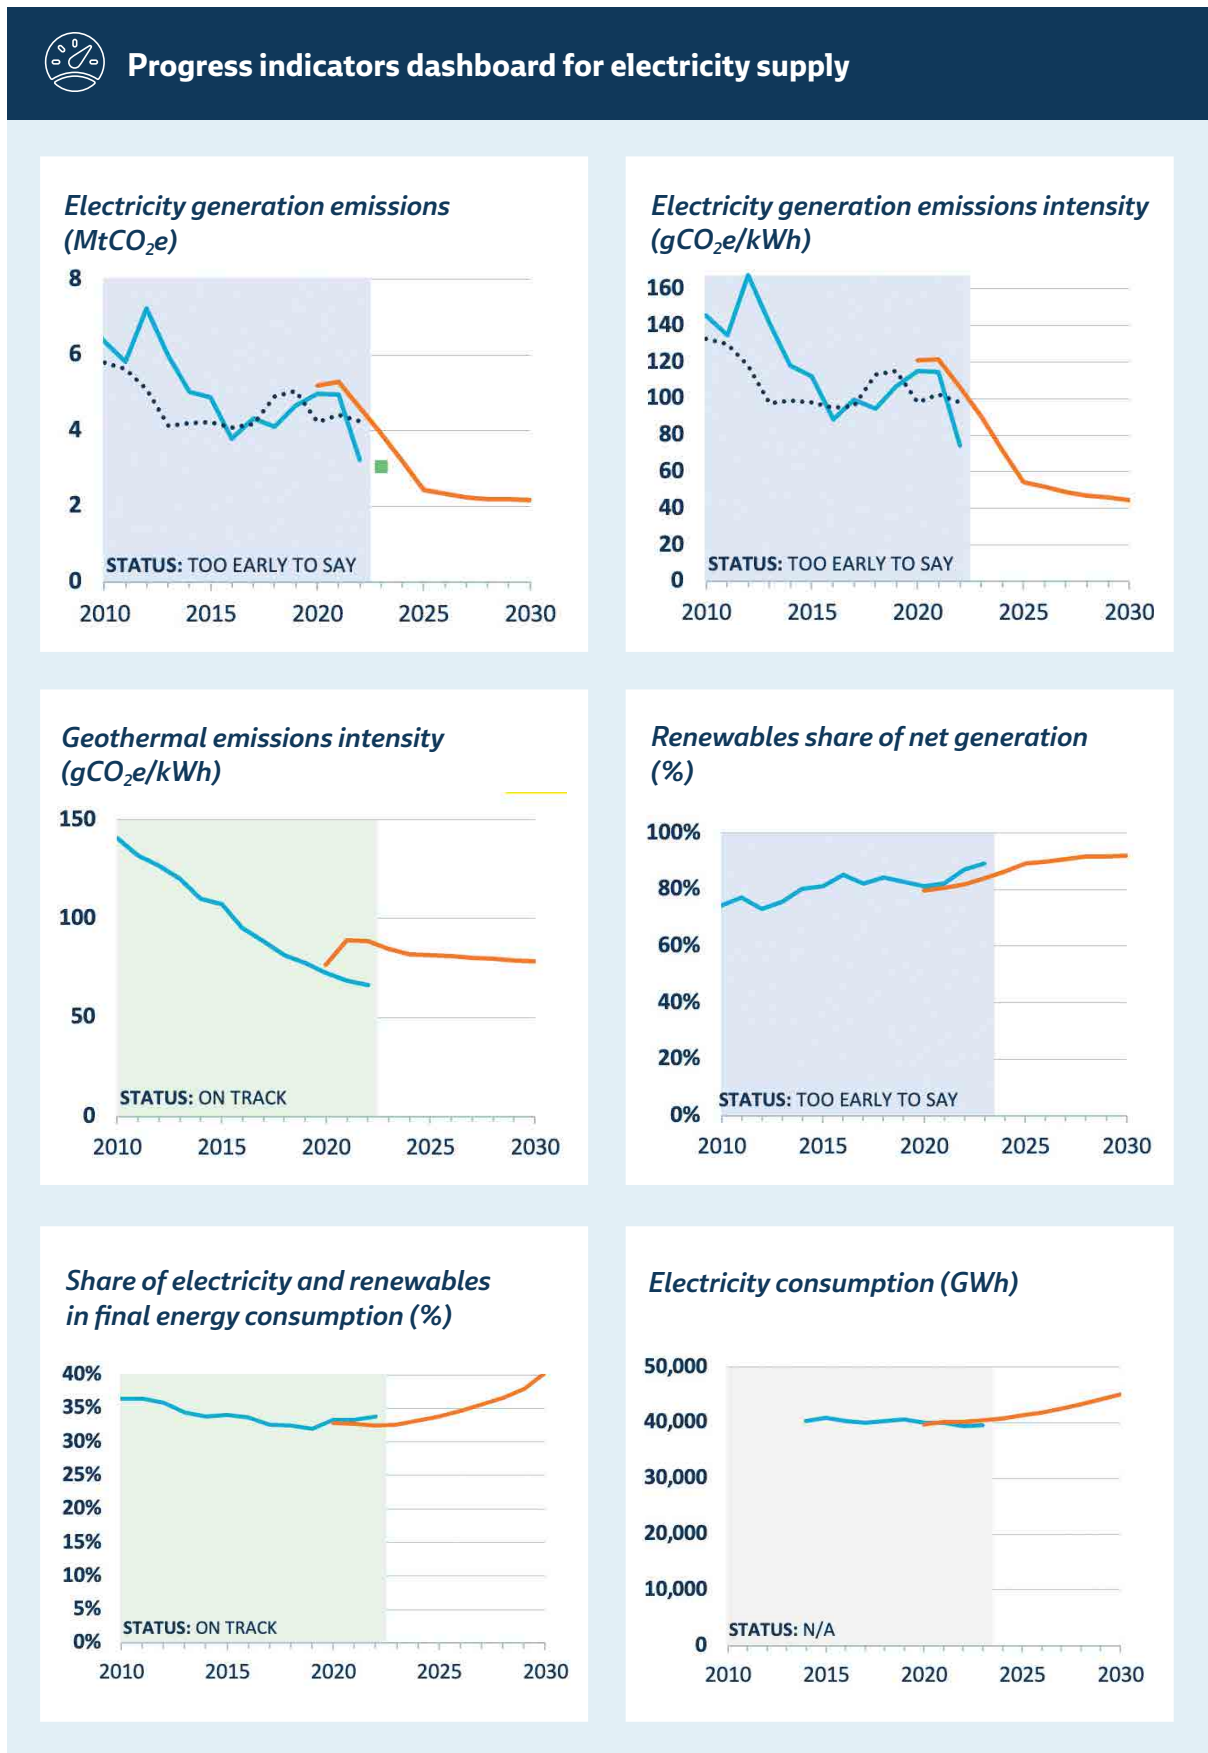 Progress indicators dashboard for electricity supply
Electricity generation emissions
(MtCO₂e)
8
6
4
2
0
STATUS: TOO EARLY TO SAY
2010 2015 2020 2025 2030
Electricity generation emissions intensity
(gCO₂e/kWh)
160
140
120
100
80
60
40
20
0
STATUS: TOO EARLY TO SAY
2010 2015 2020 2025 2030
Geothermal emissions intensity
(gCO₂e/kWh)
150
100
50
0
STATUS: ON TRACK
2010 2015 2020 2025 2030
Renewables share of net generation
(%)
100%
80%
60%
40%
20%
0%
STATUS: TOO EARLY TO SAY
2010 2015 2020 2025 2030
Share of electricity and renewables
in final energy consumption (%)
40%
35%
30%
25%
20%
15%
10%
5%
0%
STATUS: ON TRACK
2010 2015 2020 2025 2030
Electricity consumption (GWh)
50,000
40,000
30,000
20,000
10,000
0
STATUS: N/A
2010 2015 2020 2025 2030